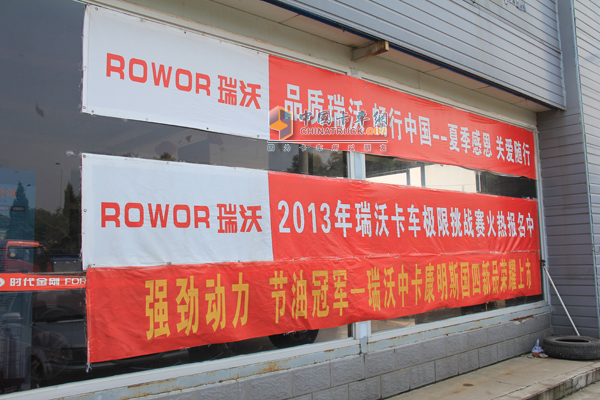 ROWOR 瑞沃 品质瑞沃 畅行中国--夏季感恩 关爱随行
中国卡车网
CHINATRUCK.ORG
ROWOR 瑞沃 2013年瑞沃卡车极限挑战赛火热报名中
时代金刚 FOR
强劲动力 节油冠军—瑞沃中卡康明斯国四新品荣耀上市